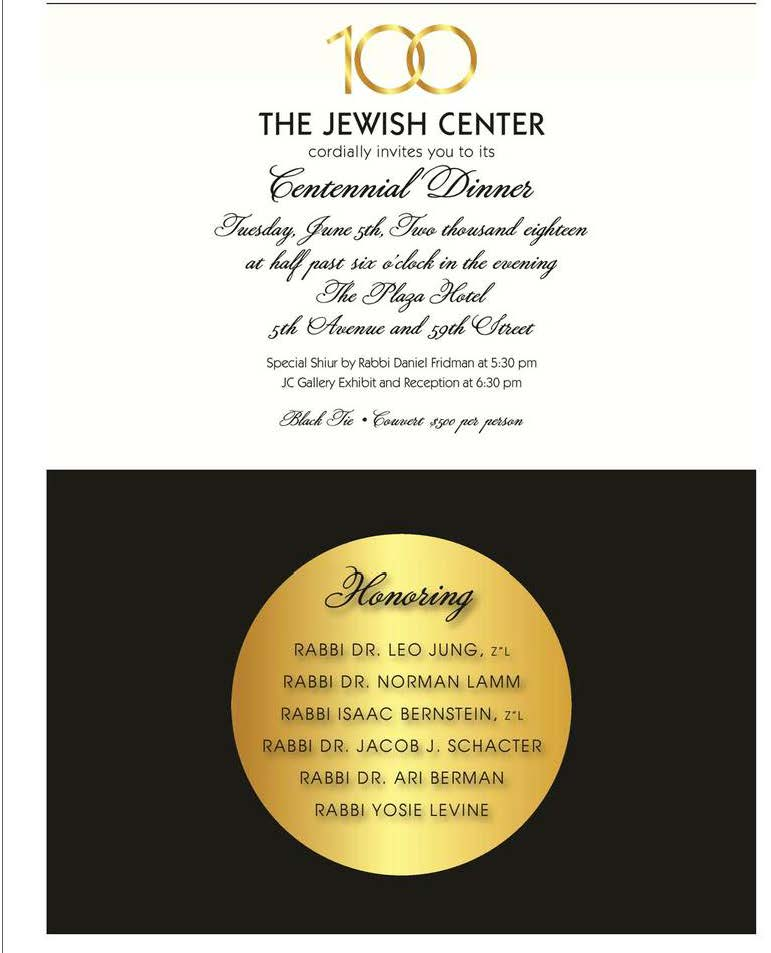 100
THE JEWISH CENTER
cordially invites you to its
Centennial Dinner
Tuesday, June 5th, Two thousand eighteen
at half past six o'clock in the evening
The Plaza Hotel
5th Avenue and 59th Street
Special Shiur by Rabbi Daniel Fridman at 5:30 pm
JC Gallery Exhibit and Reception at 6:30 pm
Black Tie • Couvert $500 per person
Honoring
RABBI DR. LEO JUNG, Z"L
RABBI DR. NORMAN LAMM
RABBI ISAAC BERNSTEIN, Z"L
RABBI DR. JACOB J. SCHACTER
RABBI DR. ARI BERMAN
RABBI YOSIE LEVINE